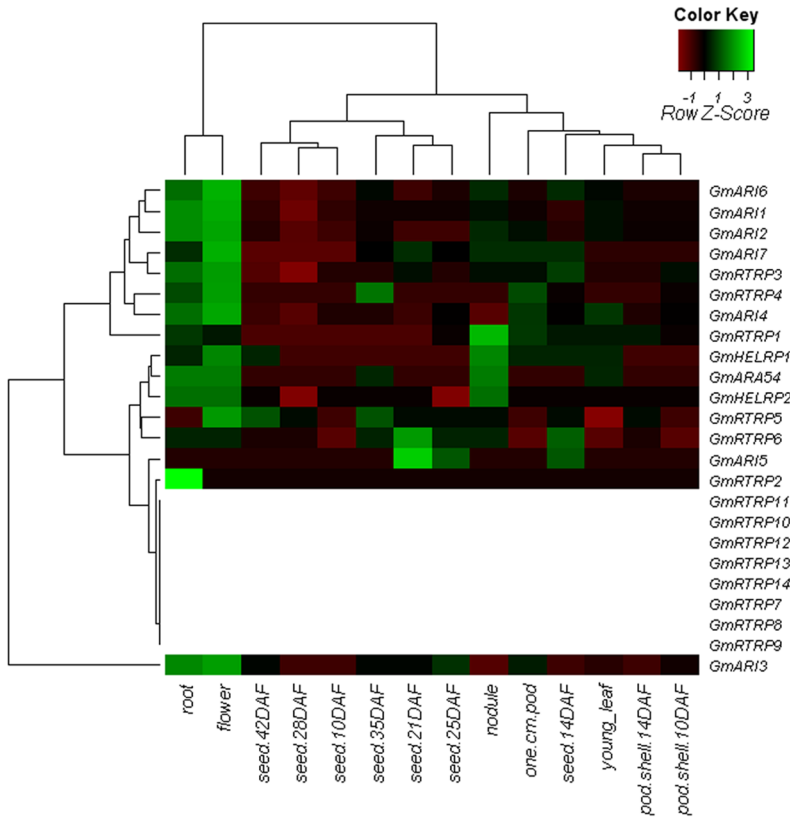 Color Key
-1 1 3
Row Z-Score
GmARI6
GmARI1
GmARI2
GmARI7
GmRTRP3
GmRTRP4
GmARI4
GmRTRP1
GmHELRP1
GmARA54
GmHELRP2
GmRTRP5
GmRTRP6
GmARI5
GmRTRP2
GmRTRP11
GmRTRP10
GmRTRP12
GmRTRP13
GmRTRP14
GmRTRP7
GmRTRP8
GmRTRP9
GmARI3
root
flower
seed.42DAF
seed.28DAF
seed.10DAF
seed.35DAF
seed.21DAF
seed.25DAF
nodule
one.cm.pod
seed.14DAF
young_leaf
pod.shell.14DAF
pod.shell.10DAF